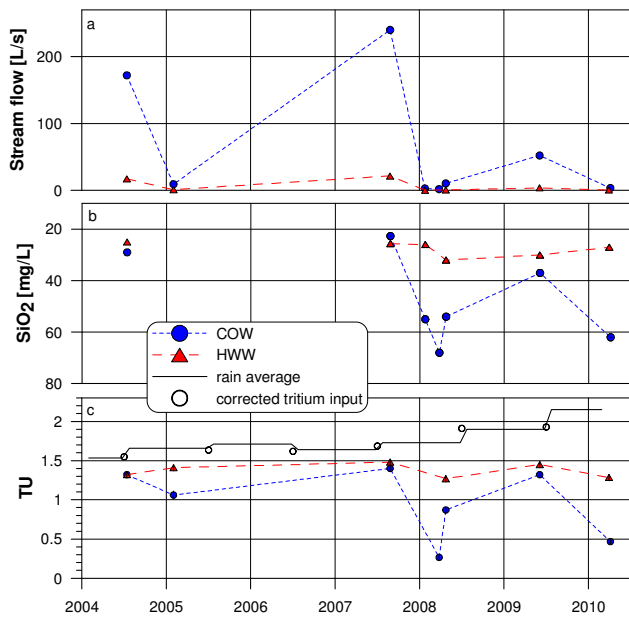 a
Stream flow [L/s]
200
100
0
b
SiO2 [mg/L]
20
40
60
80
COW
HWW
rain average
corrected tritium input
c
TU
2
1.5
1
0.5
0
2004 2005 2006 2007 2008 2009 2010